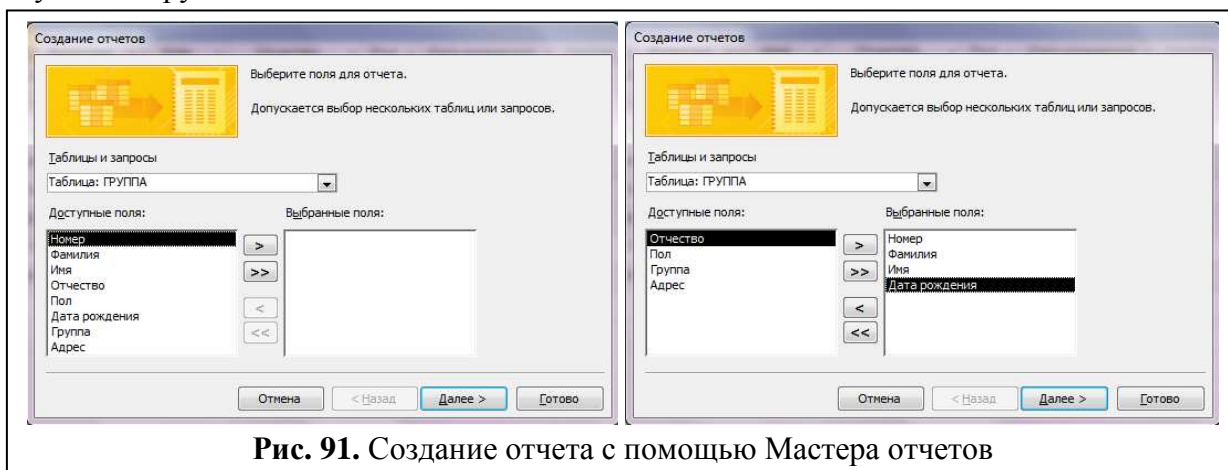 Создание отчетов
Выберите поля для отчета.
Допускается выбор нескольких таблиц или запросов.
Таблицы и запросы
Таблица: ГРУППА
Доступные поля: Выбранные поля:
Номер
Фамилия
Имя
Отчество
Пол
Дата рождения
Группа
Адрес
>
>>
<
<<
Отмена < Назад Далее > Готово
Создание отчетов
Выберите поля для отчета.
Допускается выбор нескольких таблиц или запросов.
Таблицы и запросы
Таблица: ГРУППА
Доступные поля: Выбранные поля:
Отчество
Пол
Группа
Адрес
>
>>
<
<<
Номер
Фамилия
Имя
Дата рождения
Отмена < Назад Далее > Готово
Рис. 91. Создание отчета с помощью Мастера отчетов